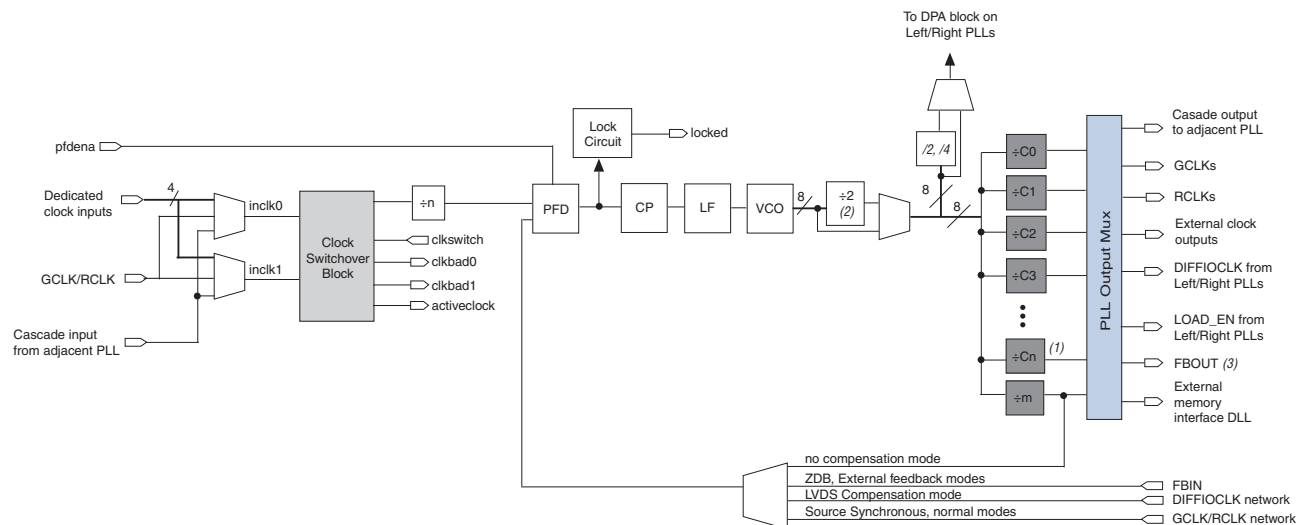 To DPA block on
Left/Right PLLs
pfdena
Lock
Circuit
locked
/2, /4
÷C0
Casade output
to adjacent PLL
GCLKs
Dedicated
clock inputs
4
inclk0
÷n
PFD
CP
LF
VCO
8
÷2
(2)
8
8
÷C1
RCLKs
Clock
Switchover
Block
clkswitch
clkbad0
clkbad1
activeclock
÷C2
External clock
outputs
GCLK/RCLK
inclk1
÷C3
PLL Output Mux
DIFFIOCLK from
Left/Right PLLs
Cascade input
from adjacent PLL
LOAD_EN from
Left/Right PLLs
÷Cn
(1)
FBOUT (3)
÷m
External
memory
interface DLL
no compensation mode
ZDB, External feedback modes
FBIN
LVDS Compensation mode
DIFFIOCLK network
Source Synchronous, normal modes
GCLK/RCLK network